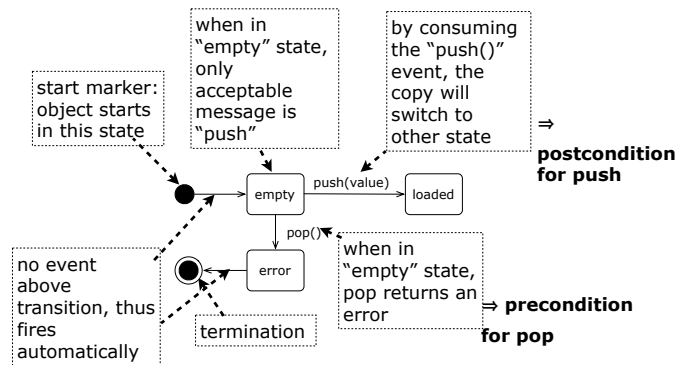 start marker:
object starts
in this state
when in
“empty” state,
only
acceptable
message is
“push”
by consuming
the “push()”
event, the
copy will
switch to
other state
⇒
postcondition
for push
empty
push(value)
loaded
pop()
error
no event
above
transition, thus
fires
automatically
termination
when in
“empty” state,
pop returns an
error
⇒ precondition
for pop